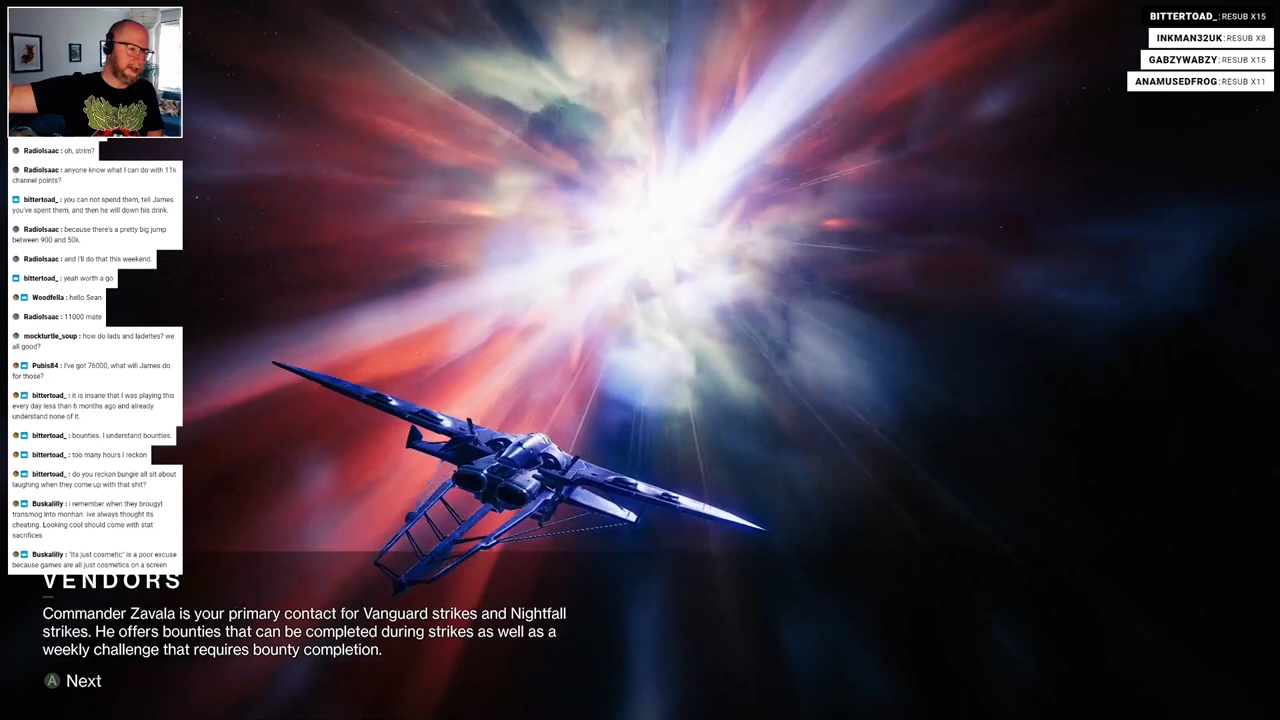 BITTERTOAD_: RESUB X15
INKMAN32UK: RESUB X8
GABZYWABZY: RESUB X15
ANAMUSEDFROG: RESUB X11
RadioIsaac : oh, strim?
RadioIsaac : anyone know what I can do with 11k
channel points?
bittertoad_ : you can not spend them, tell James
you've spent them, and then he will down his drink.
RadioIsaac : because there's a pretty big jump
between 900 and 50k.
RadioIsaac : and I'll do that this weekend.
bittertoad_ : yeah worth a go
Woodfella : hello Sean
RadioIsaac : 11000 mate
mockturtle_soup : how do lads and ladettes? we
all good?
Pubis84 : I've got 76000, what will James do
for those?
bittertoad_ : it is insane that I was playing this
every day less than 6 months ago and already
understand none of it.
bittertoad_ : bounties. I understand bounties.
bittertoad_ : too many hours I reckon
bittertoad_ : do you reckon bungie all sit about
laughing when they come up with that shit?
Buskalilly : i remember when they brougyt
transmog into monhan. ive always thought its
cheating. Looking cool should come with stat
sacrifices
Buskalilly : "its just cosmetic" is a poor excuse
because games are all just cosmetics on a screen
VENDORS
Commander Zavala is your primary contact for Vanguard strikes and Nightfall
strikes. He offers bounties that can be completed during strikes as well as a
weekly challenge that requires bounty completion.
A Next